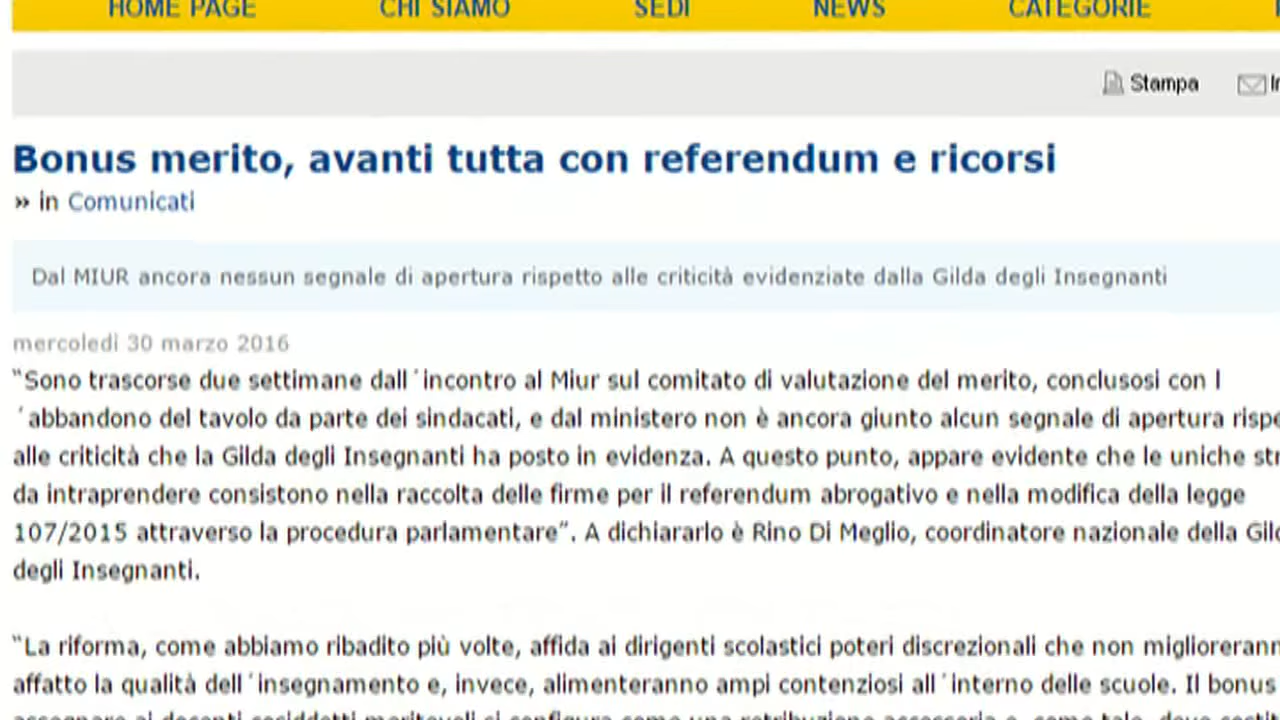 HOME PAGE CHI SIAMO SEDI NEWS CATEGORIE
Stampa
Bonus merito, avanti tutta con referendum e ricorsi
» in Comunicati
Dal MIUR ancora nessun segnale di apertura rispetto alle criticità evidenziate dalla Gilda degli Insegnanti
mercoledì 30 marzo 2016
“Sono trascorse due settimane dall´incontro al Miur sul comitato di valutazione del merito, conclusosi con l
´abbandono del tavolo da parte dei sindacati, e dal ministero non è ancora giunto alcun segnale di apertura
alle criticità che la Gilda degli Insegnanti ha posto in evidenza. A questo punto, appare evidente che le uniche
da intraprendere consistono nella raccolta delle firme per il referendum abrogativo e nella modifica della legge
107/2015 attraverso la procedura parlamentare”. A dichiararlo è Rino Di Meglio, coordinatore nazionale della
degli Insegnanti.
“La riforma, come abbiamo ribadito più volte, affida ai dirigenti scolastici poteri discrezionali che non
affatto la qualità dell´insegnamento e, invece, alimenteranno ampi contenziosi all´interno delle scuole. Il bonus